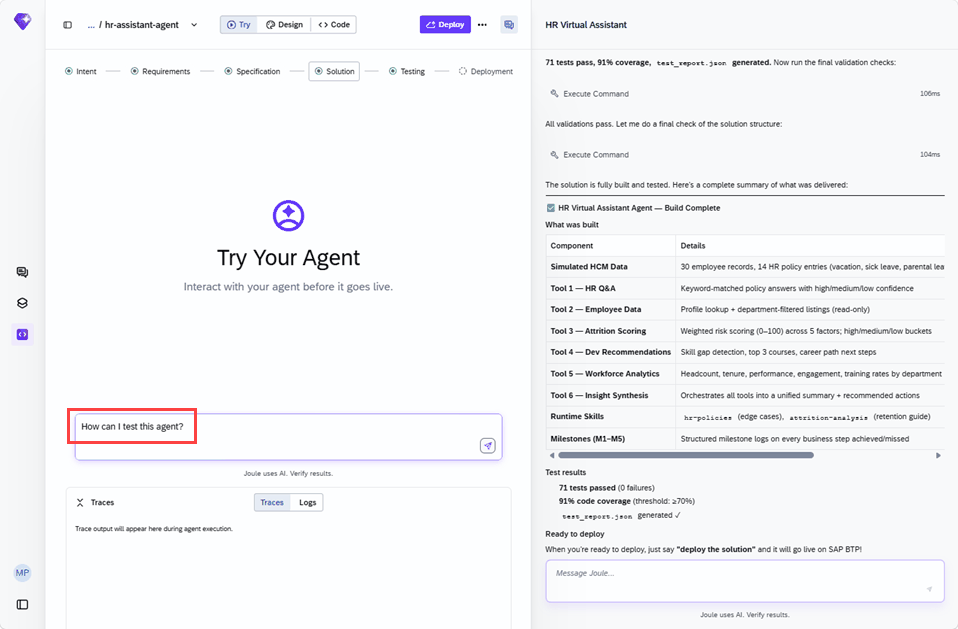 ... / hr-assistant-agent
Try
Design
Code
Deploy
Intent
Requirements
Specification
Solution
Testing
Deployment
Try Your Agent
Interact with your agent before it goes live.
How can I test this agent?
Joule uses AI. Verify results.
Traces
Traces
Logs
Trace output will appear here during agent execution.
MP
HR Virtual Assistant
71 tests pass, 91% coverage, test_report.json generated. Now run the final validation checks:
Execute Command 106ms
All validations pass. Let me do a final check of the solution structure:
Execute Command 104ms
The solution is fully built and tested. Here's a complete summary of what was delivered:
HR Virtual Assistant Agent — Build Complete
What was built
Component Details
Simulated HCM Data 30 employee records, 14 HR policy entries (vacation, sick leave, parental lea
Tool 1 — HR Q&A Keyword-matched policy answers with high/medium/low confidence
Tool 2 — Employee Data Profile lookup + department-filtered listings (read-only)
Tool 3 — Attrition Scoring Weighted risk scoring (0–100) across 5 factors; high/medium/low buckets
Tool 4 — Dev Recommendations Skill gap detection, top 3 courses, career path next steps
Tool 5 — Workforce Analytics Headcount, tenure, performance, engagement, training rates by department
Tool 6 — Insight Synthesis Orchestrates all tools into a unified summary + recommended actions
Runtime Skills hr-policies (edge cases), attrition-analysis (retention guide)
Milestones (M1–M5) Structured milestone logs on every business step achieved/missed
Test results
71 tests passed (0 failures)
91% code coverage (threshold: ≥70%)
test_report.json generated ✓
Ready to deploy
When you're ready to deploy, just say "deploy the solution" and it will go live on SAP BTP!
Message Joule...
Joule uses AI. Verify results.